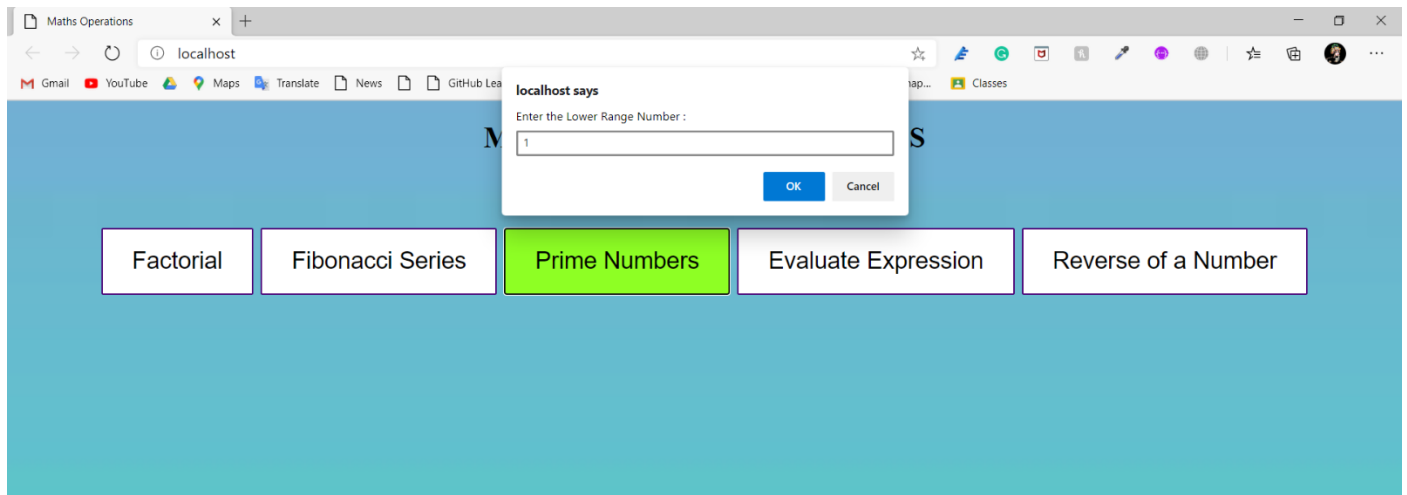 Maths Operations
localhost
Gmail YouTube Maps Translate News GitHub Lea
ap... Classes
localhost says
Enter the Lower Range Number :
1
OK Cancel
M
S
Factorial Fibonacci Series Prime Numbers Evaluate Expression Reverse of a Number